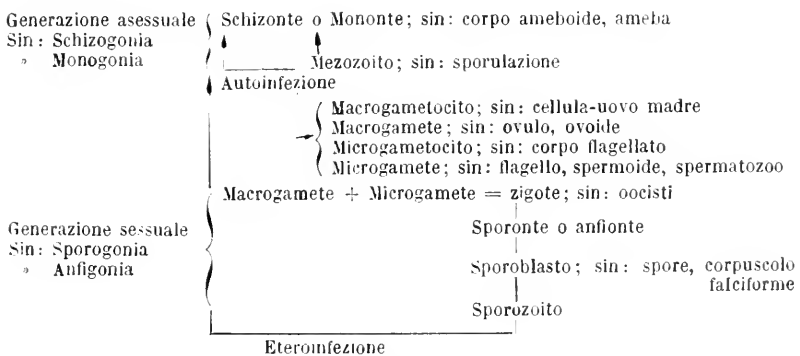 Generazione asessuale Schizonte o Mononte; sin: corpo ameboide, ameba
Sin: Schizogonia
" Monogonia Mezozoito; sin: sporulazione
Autoinfezione
Macrogametocito; sin: cellula-uovo madre
Macrogamete; sin: ovulo, ovoide
Microgametocito; sin: corpo flagellato
Microgamete; sin: flagello, spermoide, spermatozoo
Macrogamete + Microgamete = zigote; sin: oocisti
Generazione sessuale Sporonte o anfionte
Sin: Sporogonia
" Anfigonia Sporoblasto; sin: spore, corpuscolo
falciforme
Sporozoito
Eteroinfezione